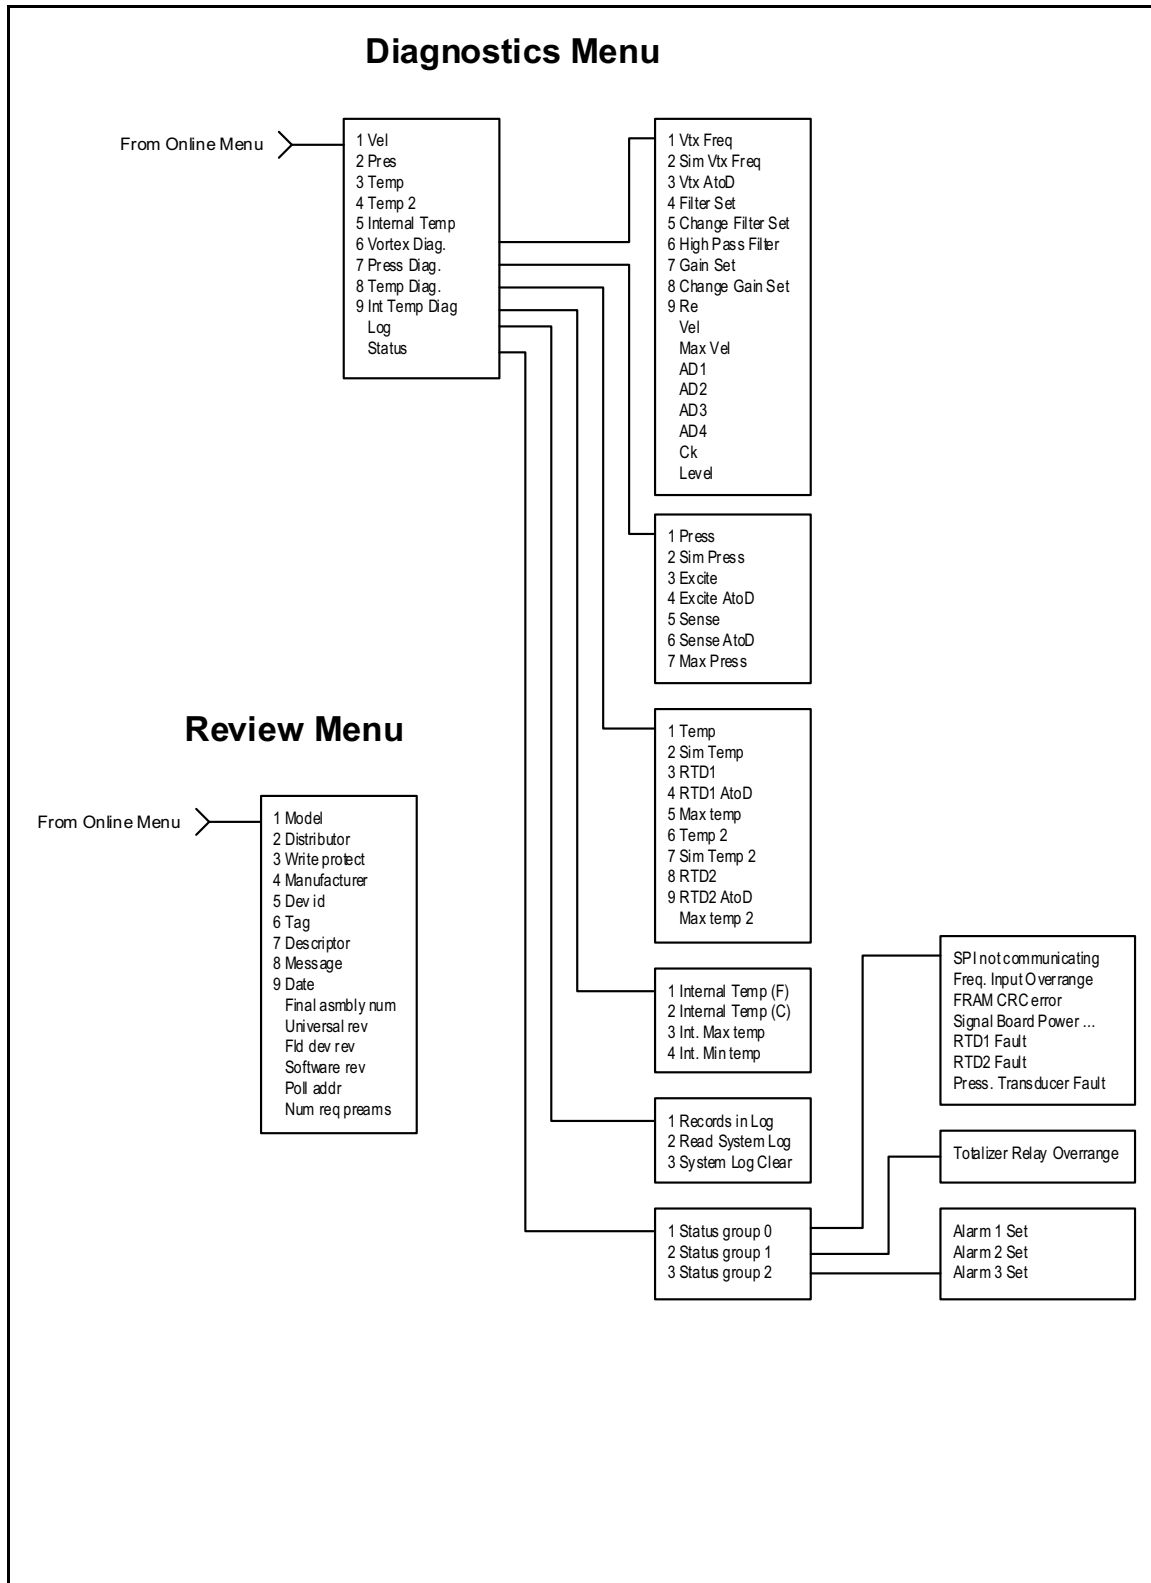 Diagnostics Menu
From Online Menu
1 Vel
2 Pres
3 Temp
4 Temp 2
5 Internal Temp
6 Vortex Diag.
7 Press Diag.
8 Temp Diag.
9 Int Temp Diag
Log
Status
1 Vtx Freq
2 Sim Vtx Freq
3 Vtx AtoD
4 Filter Set
5 Change Filter Set
6 High Pass Filter
7 Gain Set
8 Change Gain Set
9 Re
Vel
Max Vel
AD1
AD2
AD3
AD4
Ck
Level
1 Press
2 Sim Press
3 Excite
4 Excite AtoD
5 Sense
6 Sense AtoD
7 Max Press
1 Temp
2 Sim Temp
3 RTD1
4 RTD1 AtoD
5 Max temp
6 Temp 2
7 Sim Temp 2
8 RTD2
9 RTD2 AtoD
Max temp 2
1 Internal Temp (F)
2 Internal Temp (C)
3 Int. Max temp
4 Int. Min temp
1 Records in Log
2 Read System Log
3 System Log Clear
1 Status group 0
2 Status group 1
3 Status group 2
SPI not communicating
Freq. Input Overrange
FRAM CRC error
Signal Board Power ...
RTD1 Fault
RTD2 Fault
Press. Transducer Fault
Totalizer Relay Overrange
Alarm 1 Set
Alarm 2 Set
Alarm 3 Set
Review Menu
From Online Menu
1 Model
2 Distributor
3 Write protect
4 Manufacturer
5 Dev id
6 Tag
7 Descriptor
8 Message
9 Date
Final asmbly num
Universal rev
Fld dev rev
Software rev
Poll addr
Num req preams